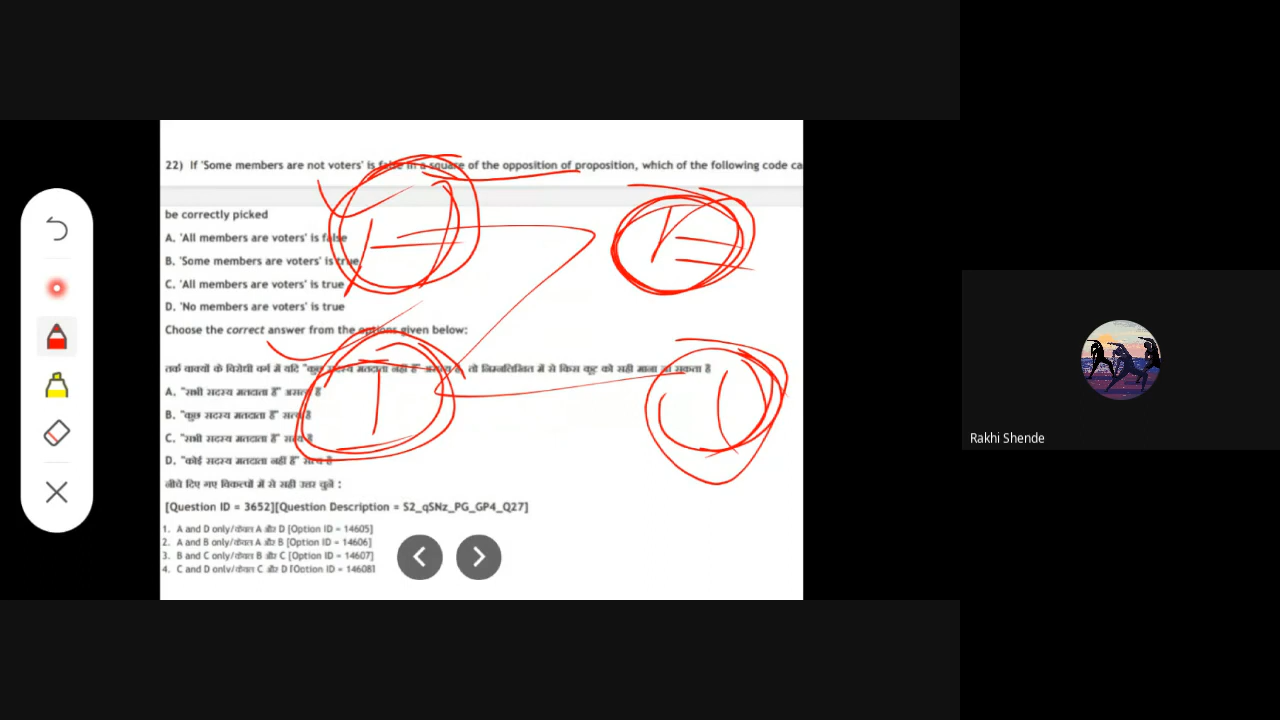 22) If 'Some members are not voters' is false in a square of the opposition of proposition, which of the following code ca
be correctly picked
A. 'All members are voters' is false
B. 'Some members are voters' is true
C. 'All members are voters' is true
D. 'No members are voters' is true
Choose the correct answer from the options given below:
तर्क वाक्यों के विरोधी वर्ग में यदि "कुछ सदस्य मतदाता नहीं हैं" असत्य है, तो निम्नलिखित में से किस कूट को सही माना जा सकता है
A. "सभी सदस्य मतदाता हैं" असत्य है
B. "कुछ सदस्य मतदाता हैं" सत्य है
C. "सभी सदस्य मतदाता हैं" सत्य है
D. "कोई सदस्य मतदाता नहीं हैं" सत्य है
नीचे दिए गए विकल्पों में से सही उत्तर चुनें :
[Question ID = 3652][Question Description = S2_qSNz_PG_GP4_Q27]
1. A and D only/केवल A और D [Option ID = 14605]
2. A and B only/केवल A और B [Option ID = 14606]
3. B and C only/केवल B और C [Option ID = 14607]
4. C and D only/केवल C और D [Option ID = 14608]
Rakhi Shende